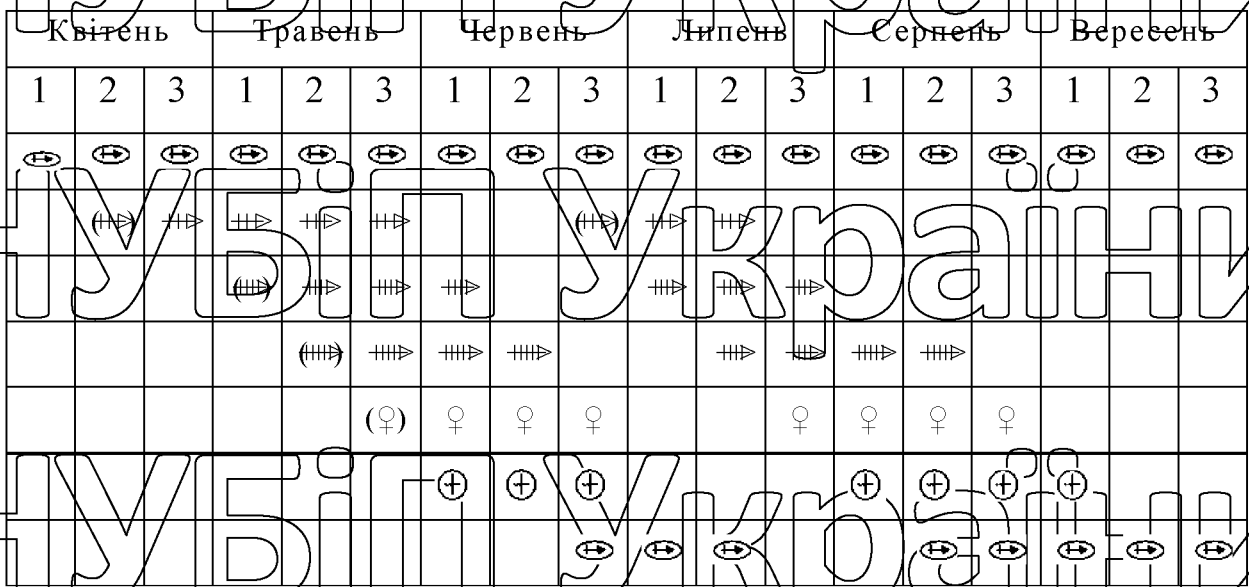 Квітень Травень Червень Липень Серпень Вересень
1 2 3 1 2 3 1 2 3 1 2 3 1 2 3 1 2 3
НУБіП України
НУБіП України